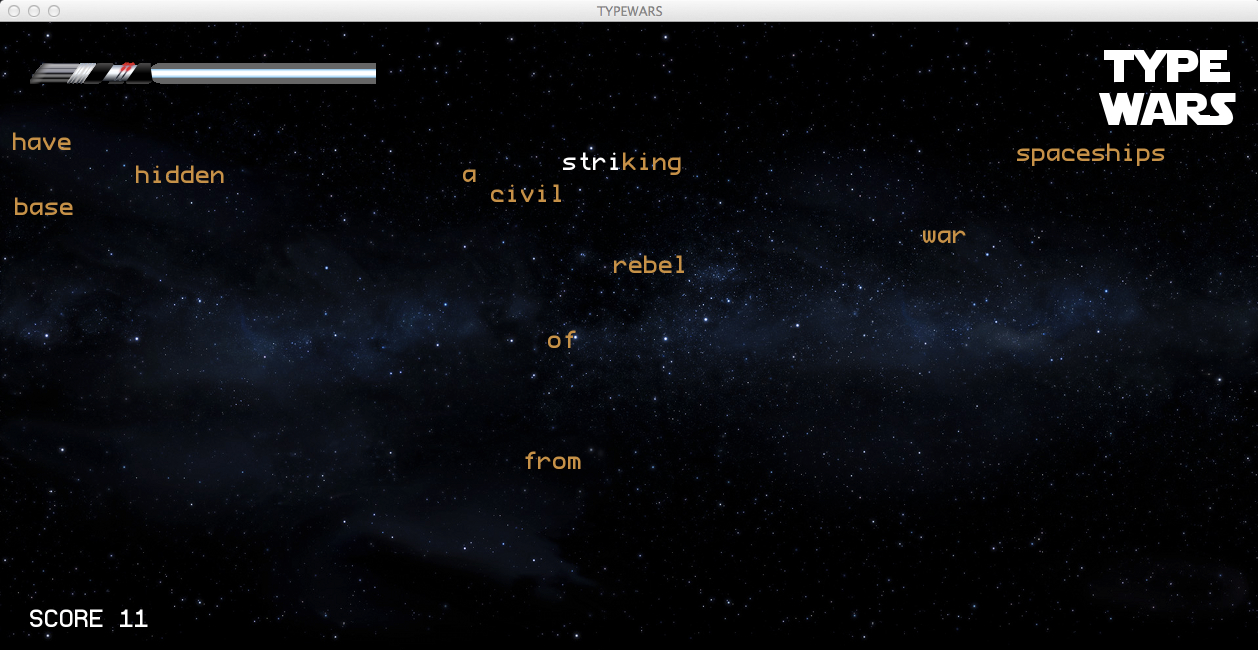 TYPEWARS
TYPE
WARS
have
striking
spaceships
hidden
a
civil
base
war
rebel
of
from
SCORE 11